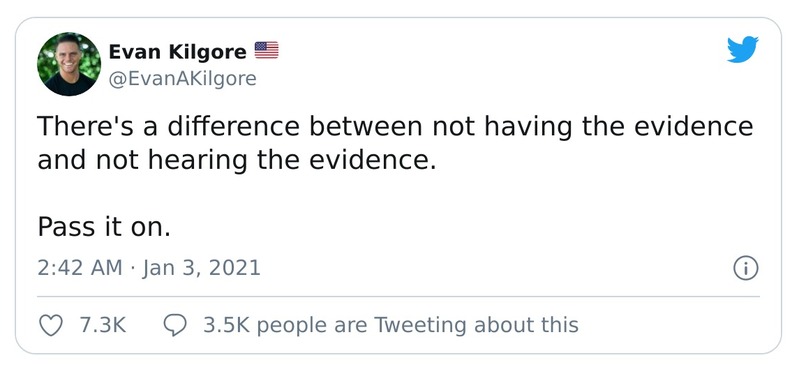 Evan Kilgore 🇺🇸
@EvanAKilgore
There's a difference between not having the evidence
and not hearing the evidence.
Pass it on.
2:42 AM · Jan 3, 2021
7.3K 3.5K people are Tweeting about this